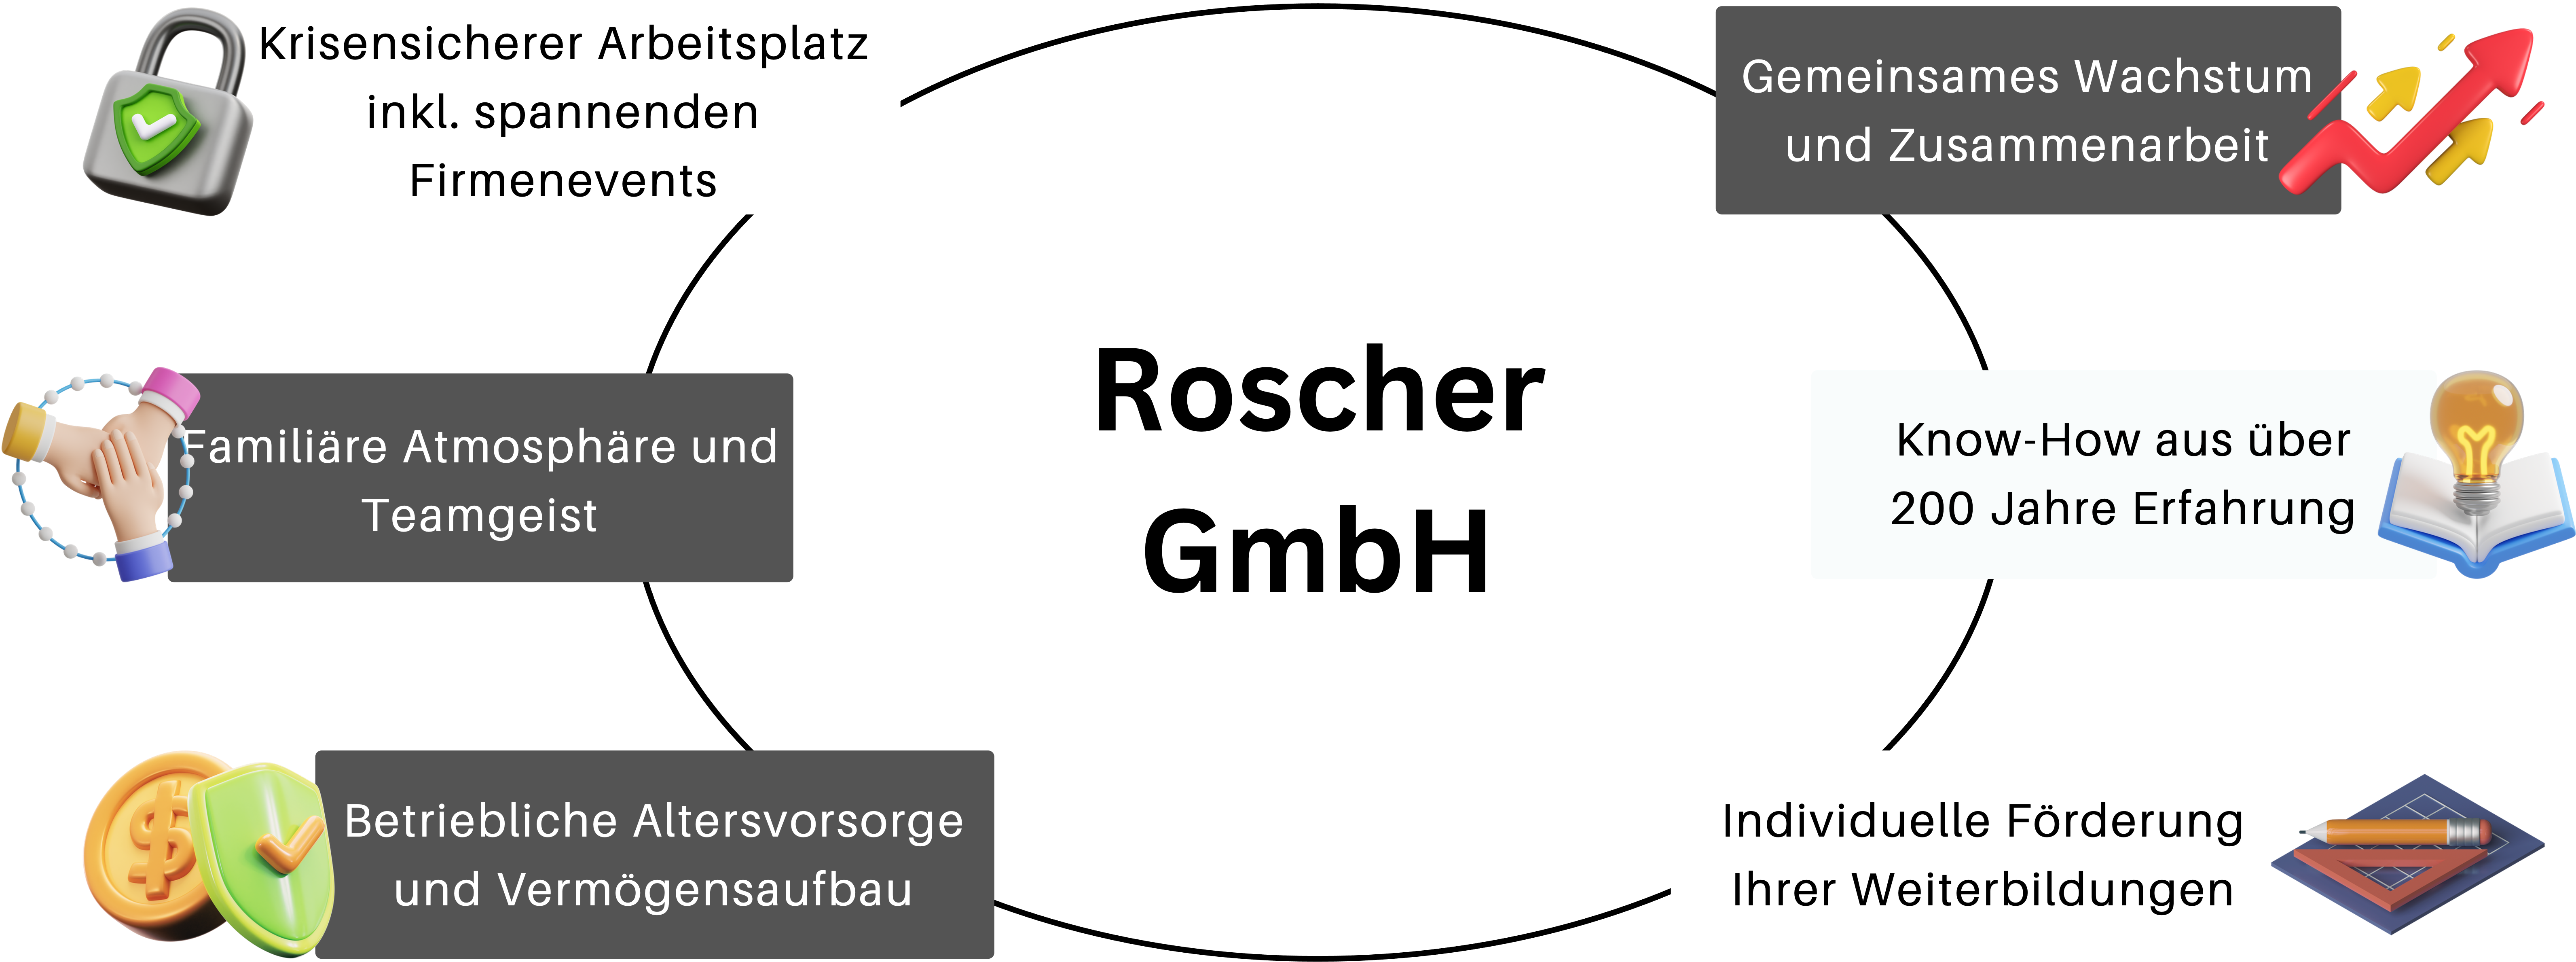 Krisensicherer Arbeitsplatz
inkl. spannenden
Firmenevents
Gemeinsames Wachstum
und Zusammenarbeit
Familiäre Atmosphäre und
Teamgeist
Roscher
GmbH
Know-How aus über
200 Jahre Erfahrung
Betriebliche Altersvorsorge
und Vermögensaufbau
Individuelle Förderung
Ihrer Weiterbildungen